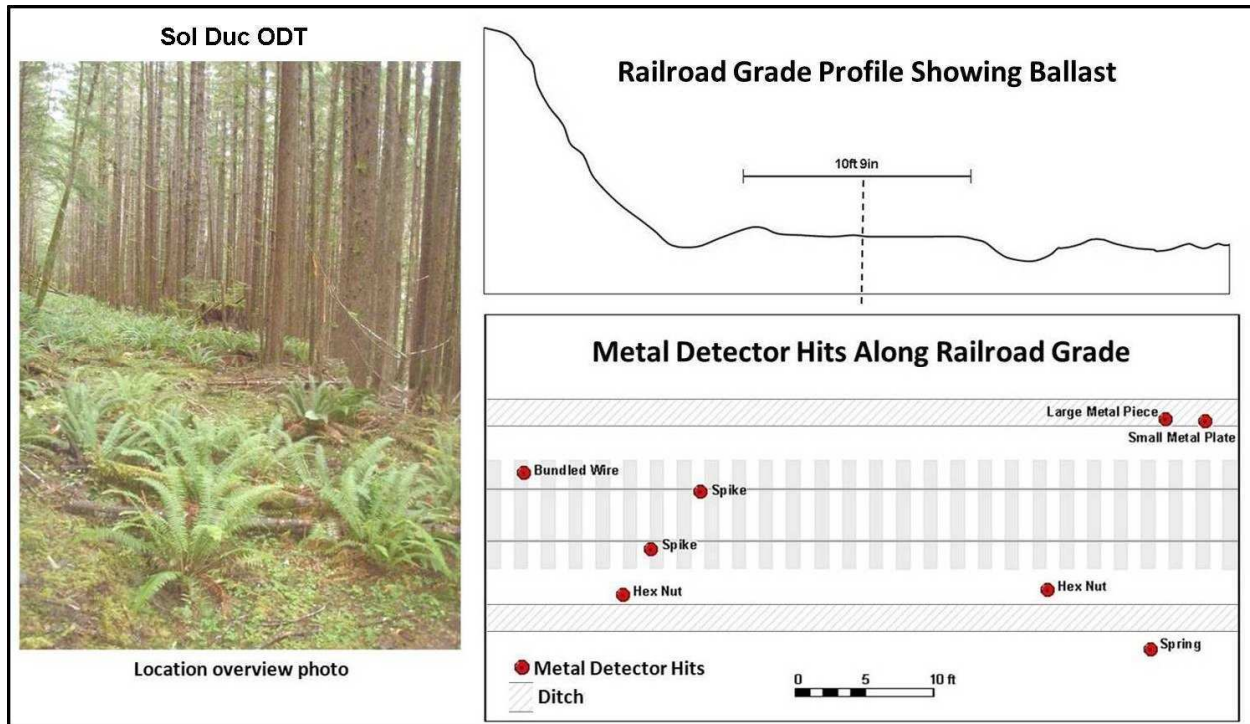 Sol Duc ODT
Location overview photo
Railroad Grade Profile Showing Ballast
10ft 9in
Metal Detector Hits Along Railroad Grade
Large Metal Piece
Small Metal Plate
Bundled Wire
Spike
Spike
Hex Nut
Hex Nut
Spring
Metal Detector Hits
Ditch
0 5 10 ft